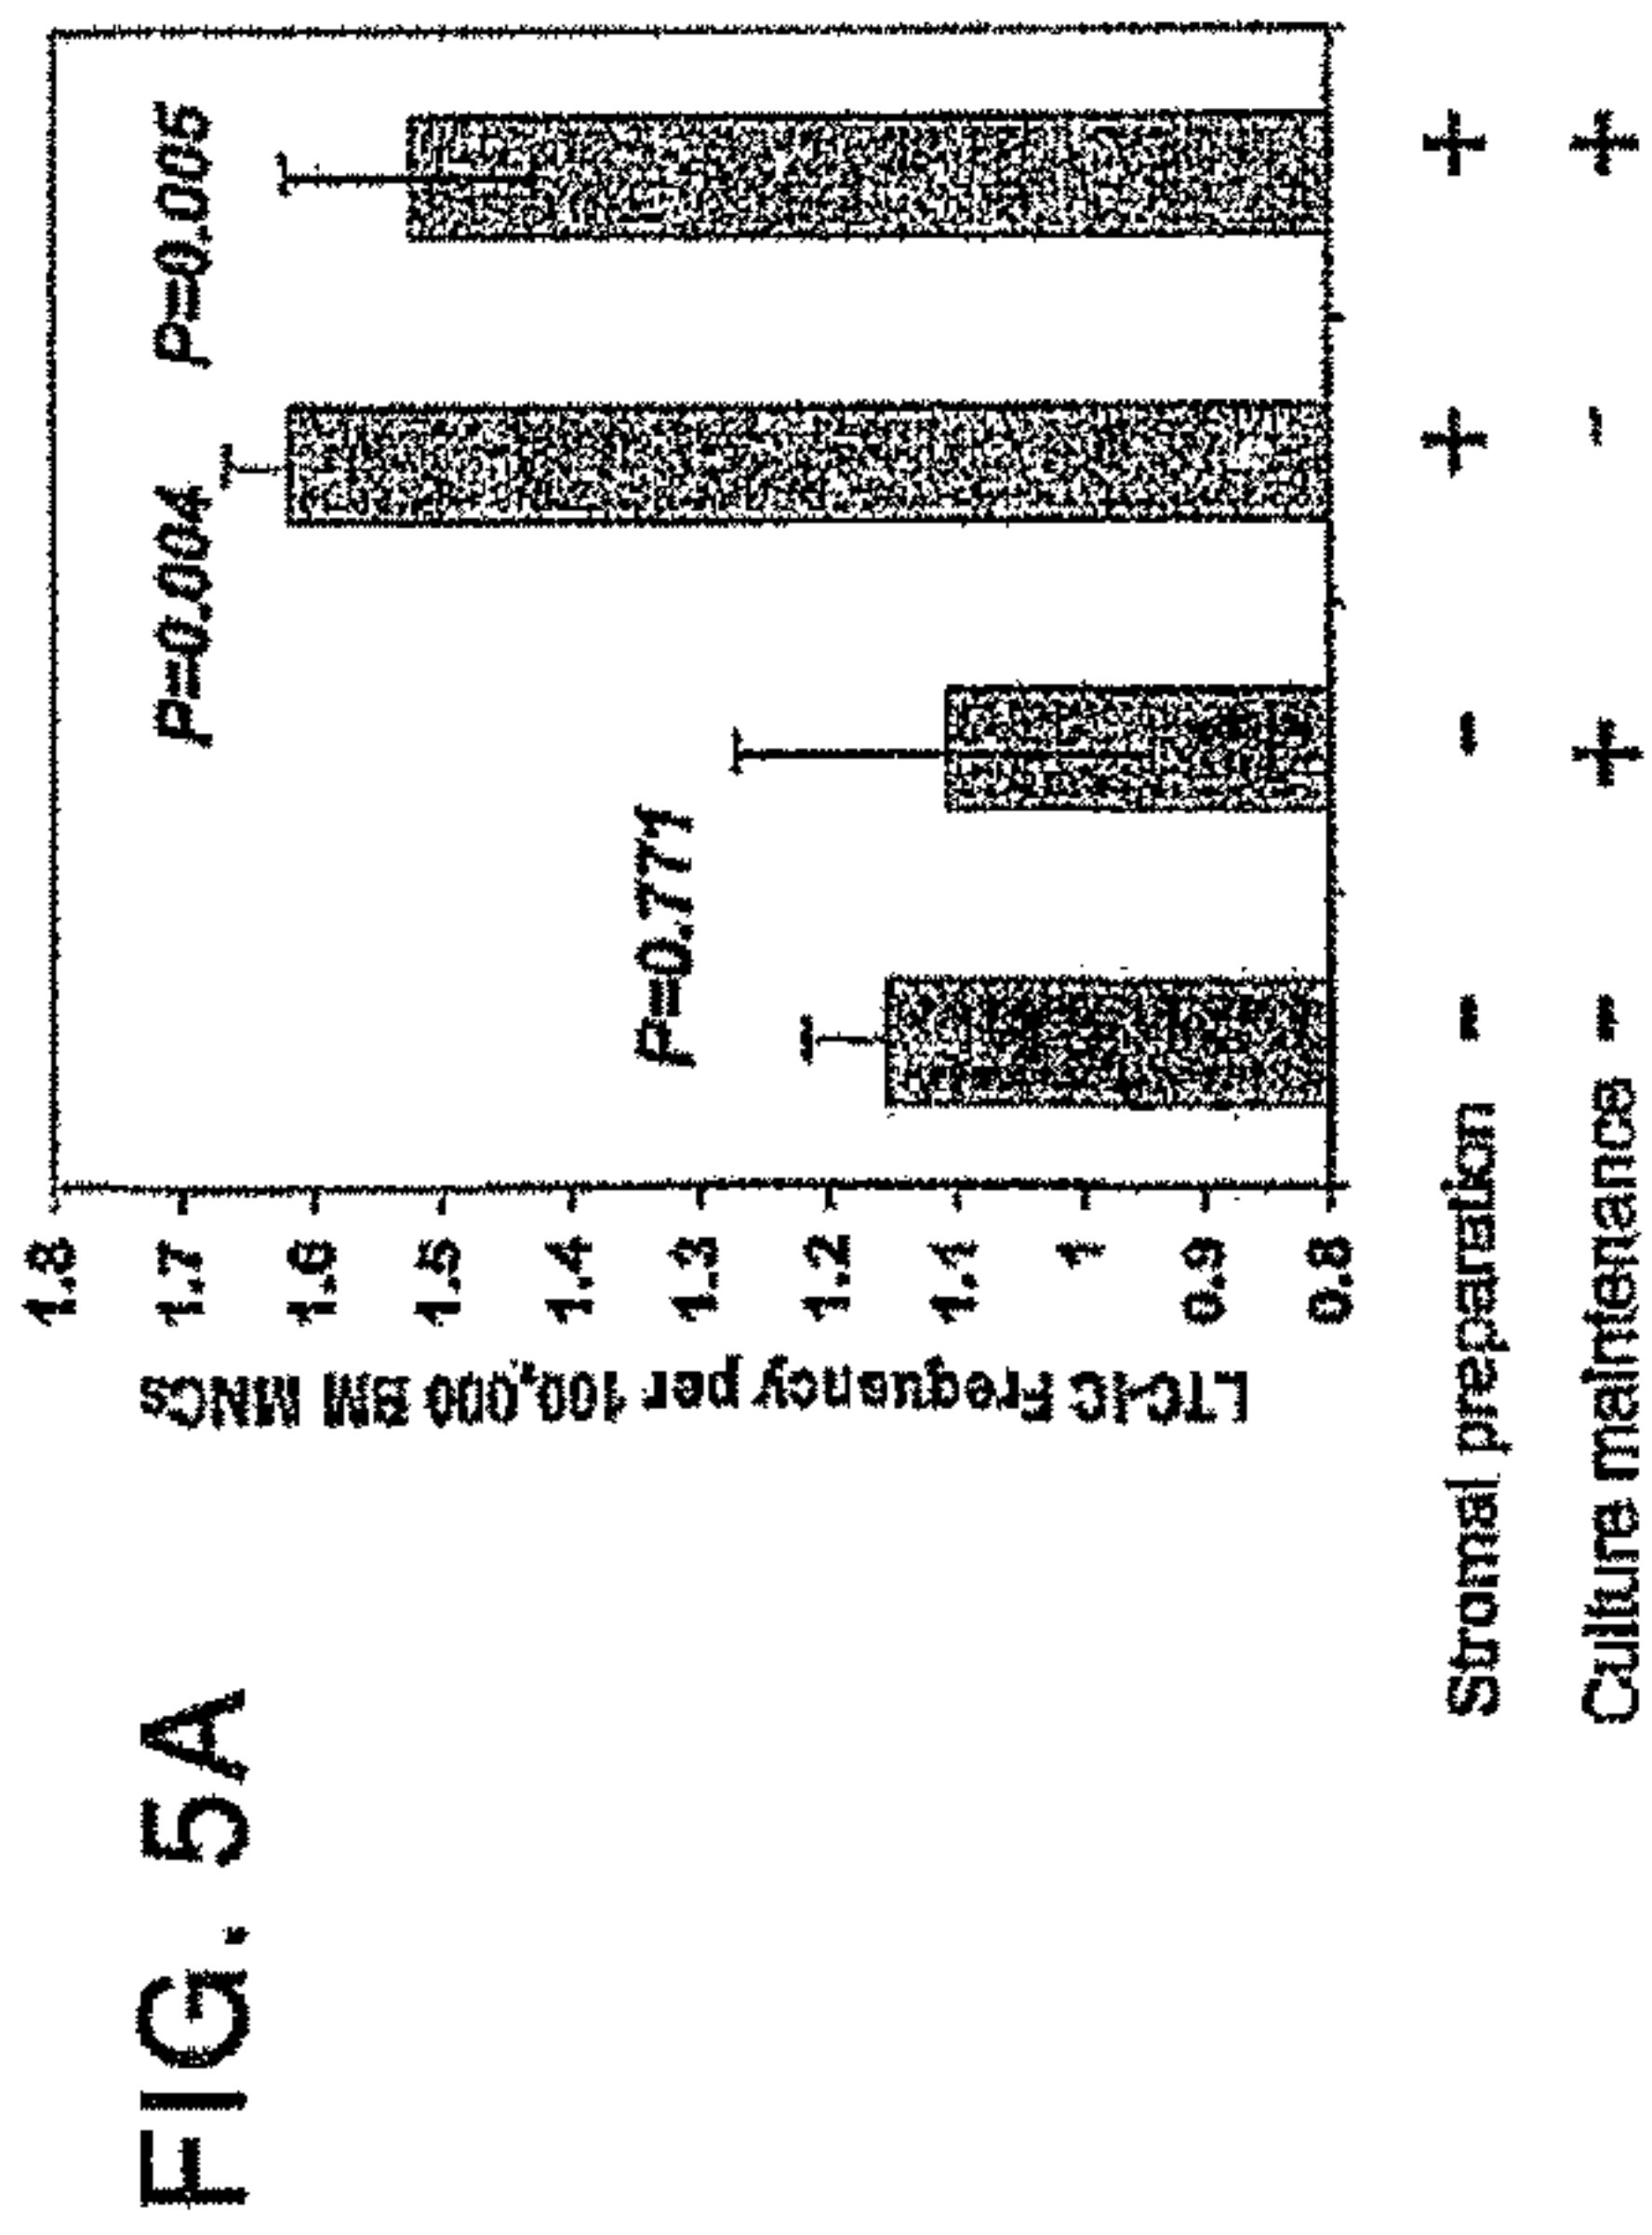 FIG. 5A
LTC-IC Frequency per 100,000 BM MNCS
1.8
1.7
1.6
1.5
1.4
1.3
1.2
1.1
1
0.9
0.8
P=0.771
P=0.004
P=0.005
Stromal preparation - - + +
Culture maintenance - + - +